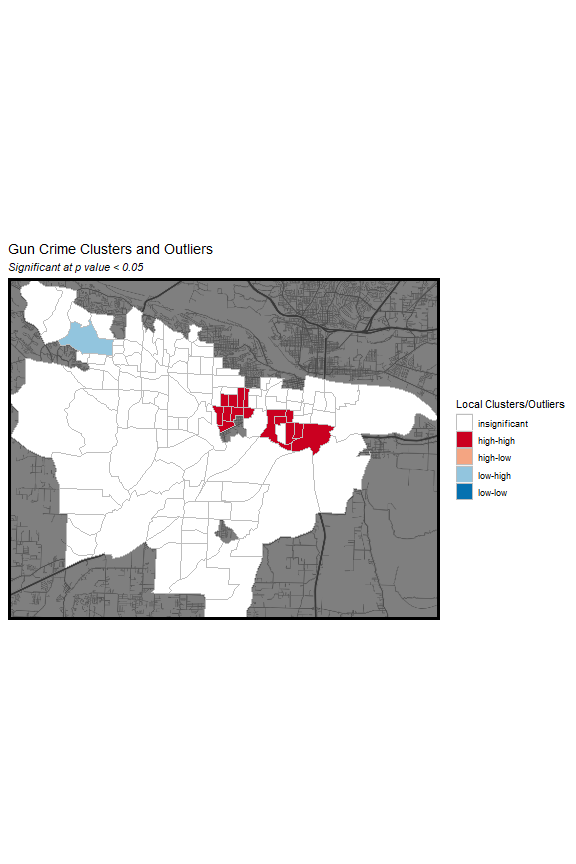 Gun Crime Clusters and Outliers
Significant at p value < 0.05
Local Clusters/Outliers
insignificant
high-high
high-low
low-high
low-low